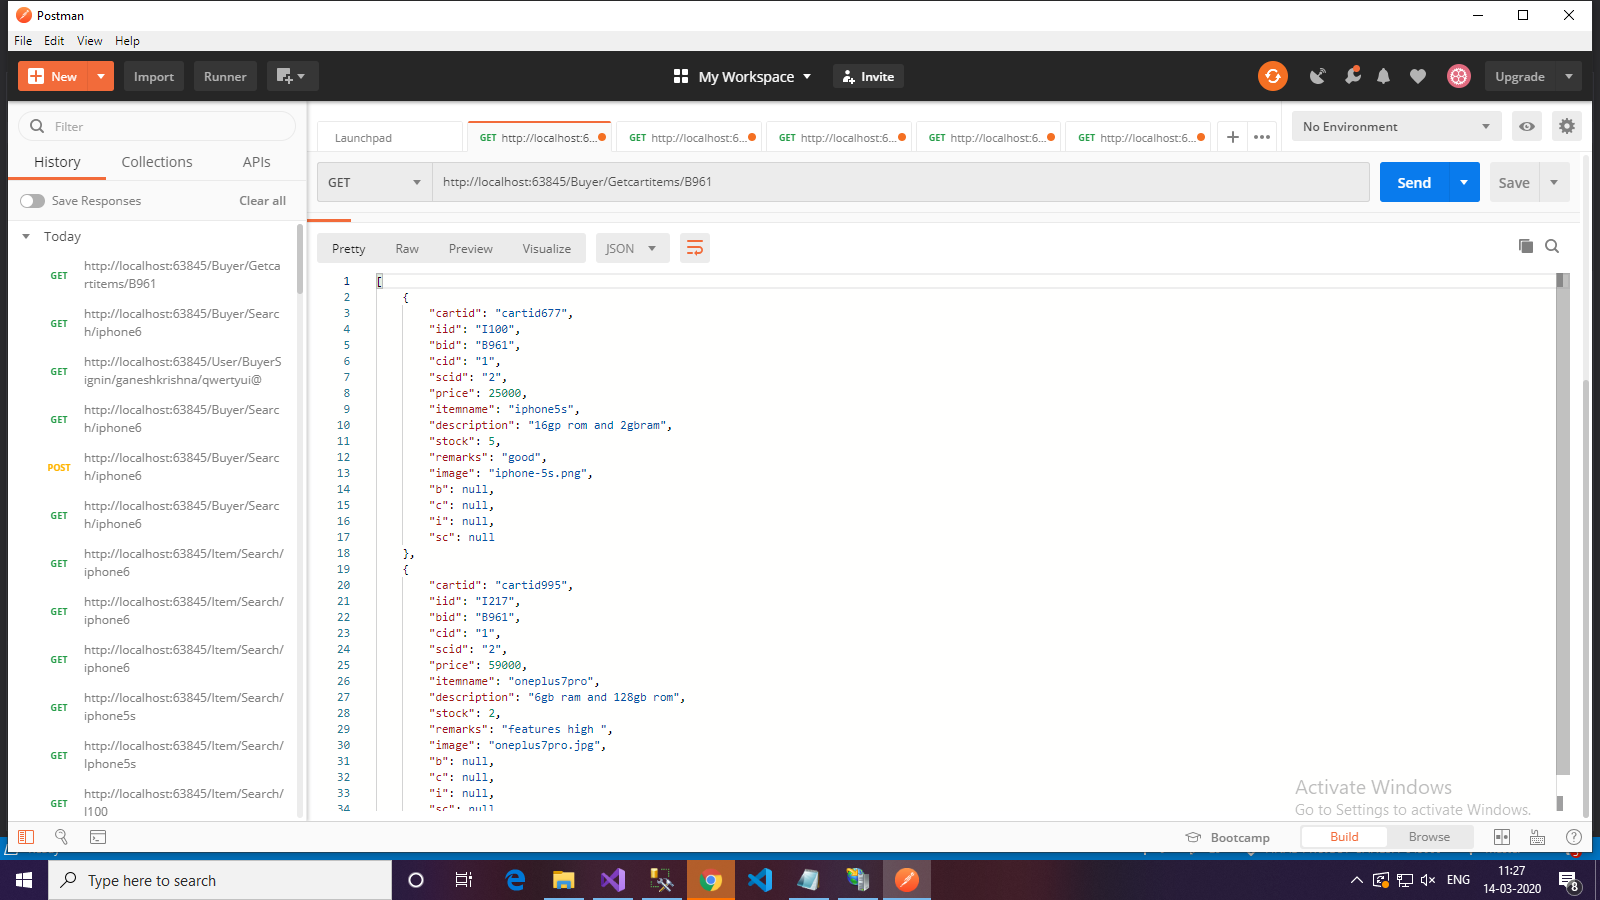 Postman
File Edit View Help
New Import Runner My Workspace Invite Upgrade
Filter
History Collections APIs
Save Responses Clear all
Today
GET http://localhost:63845/Buyer/Getca
rtitems/B961
GET http://localhost:63845/Buyer/Searc
h/iphone6
GET http://localhost:63845/User/BuyerS
ignin/ganeshkrishna/qwertyui@
GET http://localhost:63845/Buyer/Searc
h/iphone6
POST http://localhost:63845/Buyer/Searc
h/iphone6
GET http://localhost:63845/Buyer/Searc
h/iphone6
GET http://localhost:63845/Item/Search/
iphone6
GET http://localhost:63845/Item/Search/
iphone6
GET http://localhost:63845/Item/Search/
iphone6
GET http://localhost:63845/Item/Search/
iphone5s
GET http://localhost:63845/Item/Search/
Iphone5s
GET http://localhost:63845/Item/Search/
I100
Launchpad GET http://localhost:6... GET http://localhost:6... GET http://localhost:6... GET http://localhost:6... GET http://localhost:6... + ••• No Environment
GET http://localhost:63845/Buyer/Getcartitems/B961 Send Save
Pretty Raw Preview Visualize JSON
1 [
2 {
3 "cartid": "cartid677",
4 "iid": "I100",
5 "bid": "B961",
6 "cid": "1",
7 "scid": "2",
8 "price": 25000,
9 "itemname": "iphone5s",
10 "description": "16gp rom and 2gbram",
11 "stock": 5,
12 "remarks": "good",
13 "image": "iphone-5s.png",
14 "b": null,
15 "c": null,
16 "i": null,
17 "sc": null
18 },
19 {
20 "cartid": "cartid995",
21 "iid": "I217",
22 "bid": "B961",
23 "cid": "1",
24 "scid": "2",
25 "price": 59000,
26 "itemname": "oneplus7pro",
27 "description": "6gb ram and 128gb rom",
28 "stock": 2,
29 "remarks": "features high ",
30 "image": "oneplus7pro.jpg",
31 "b": null,
32 "c": null,
33 "i": null,
34 "sc": null
Activate Windows
Go to Settings to activate Windows.
Bootcamp Build Browse
Type here to search
ENG
11:27
14-03-2020
8